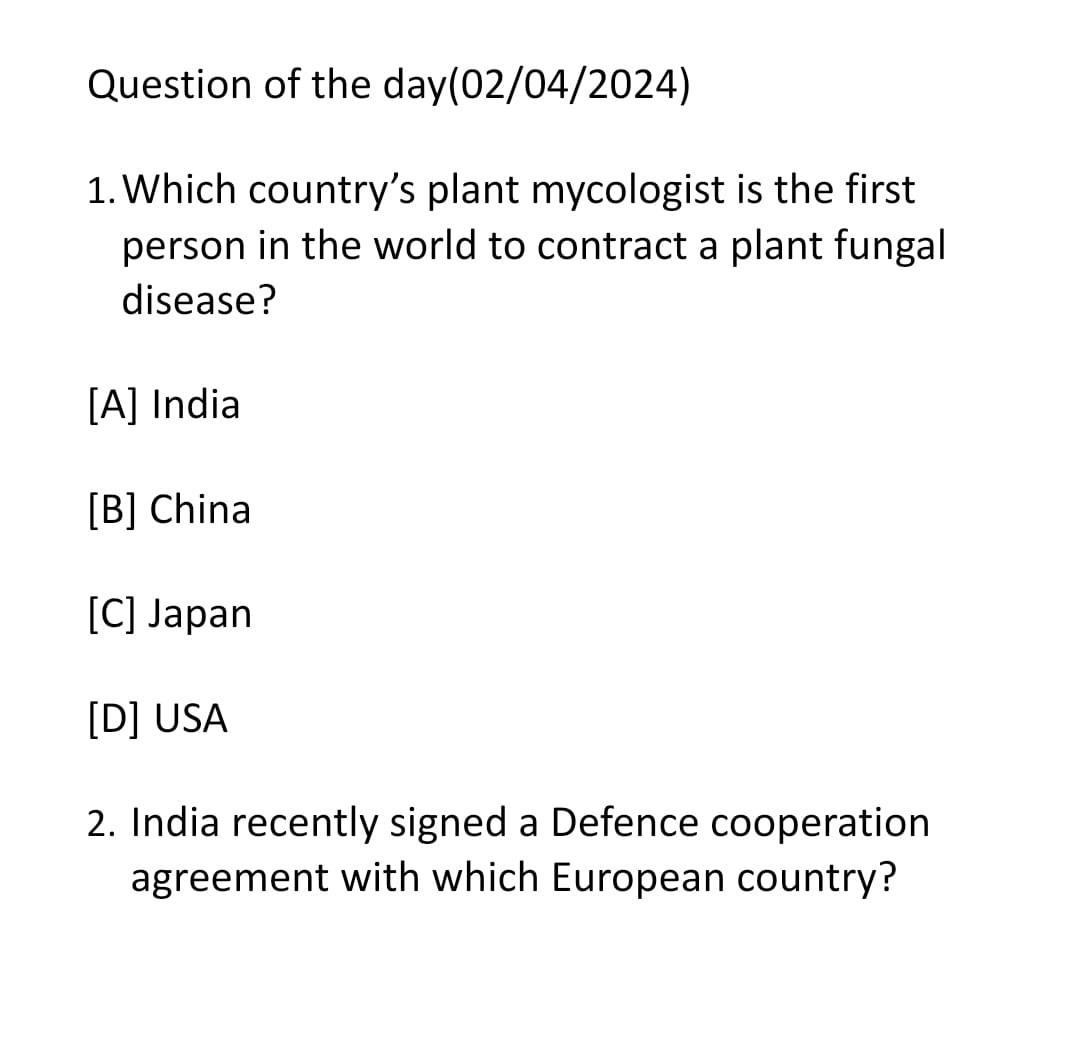 Question of the day(02/04/2024)
1. Which country’s plant mycologist is the first
person in the world to contract a plant fungal
disease?
[A] India
[B] China
[C] Japan
[D] USA
2. India recently signed a Defence cooperation
agreement with which European country?